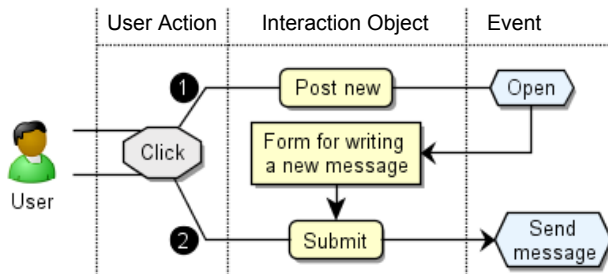 User Action
Interaction Object
Event
1
Post new
Open
Click
Form for writing
a new message
User
2
Submit
Send
message